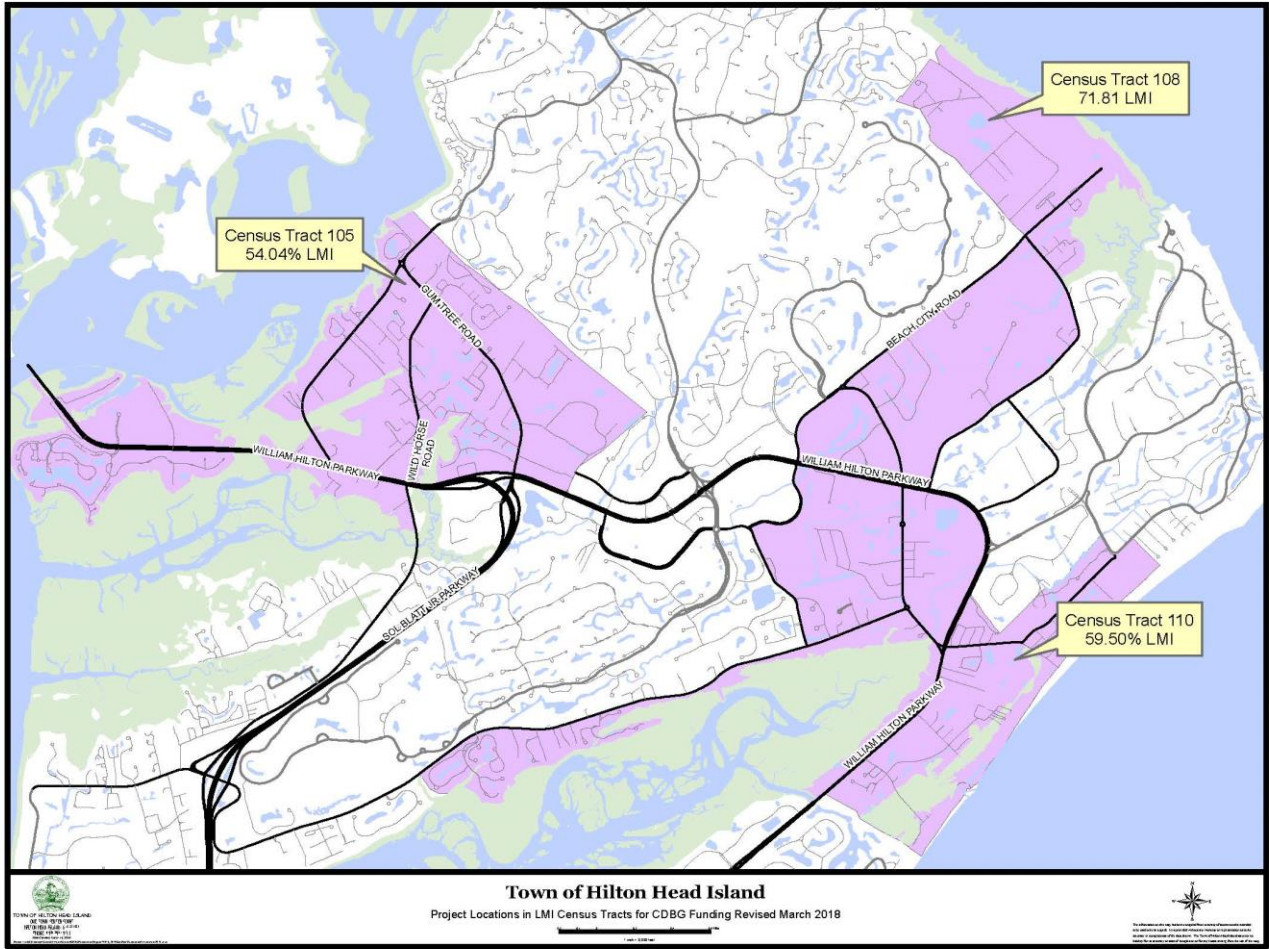 Census Tract 108
71.81 LMI
Census Tract 105
54.04% LMI
GUM TREE ROAD
BEACH CITY ROAD
WILD HORSE
ROAD
WILLIAM HILTON PARKWAY
WILLIAM HILTON PARKWAY
SOL BLATT JR PARKWAY
Census Tract 110
59.50% LMI
WILLIAM HILTON PARKWAY
Town of Hilton Head Island
Project Locations in LMI Census Tracts for CDBG Funding Revised March 2018
TOWN OF HILTON HEAD ISLAND